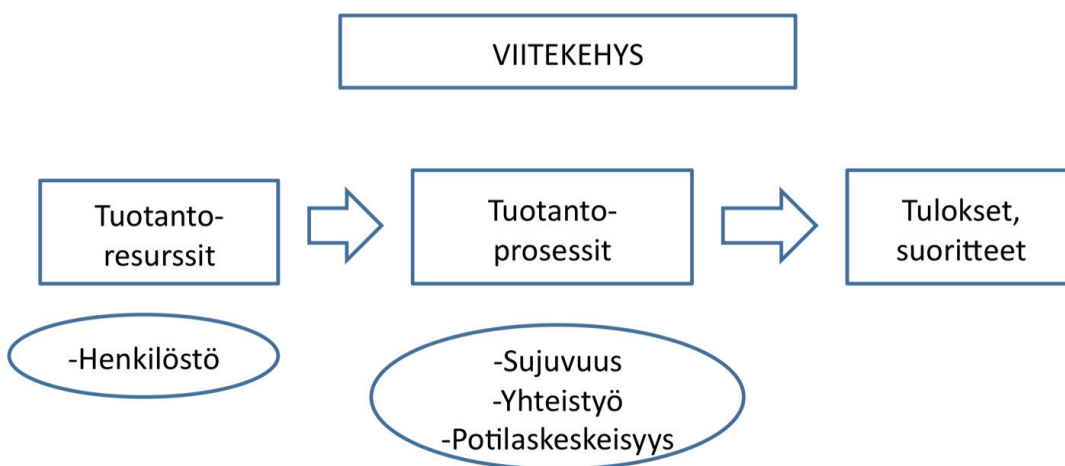 VIITEKEHYS
Tuotanto-
resurssit
Tuotanto-
prosessit
Tulokset,
suoritteet
-Henkilöstö
-Sujuvuus
-Yhteistyö
-Potilaskeskeisyys